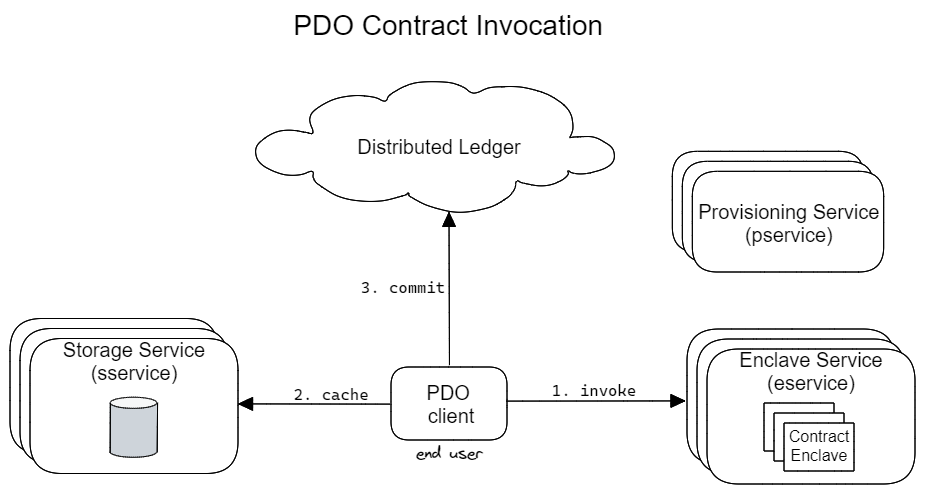 PDO Contract Invocation
Distributed Ledger
Provisioning Service
(pservice)
3. commit
Storage Service
(sservice)
Enclave Service
(eservice)
2. cache
PDO
client
1. invoke
Contract
Enclave
end user